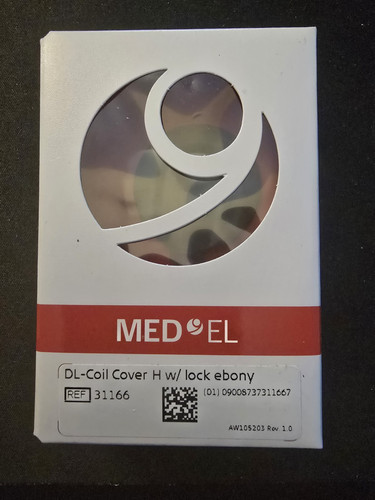 MED EL
DL-Coil Cover H w/ lock ebony
REF 31166
(01) 09008737311667
AW105203 Rev. 1.0